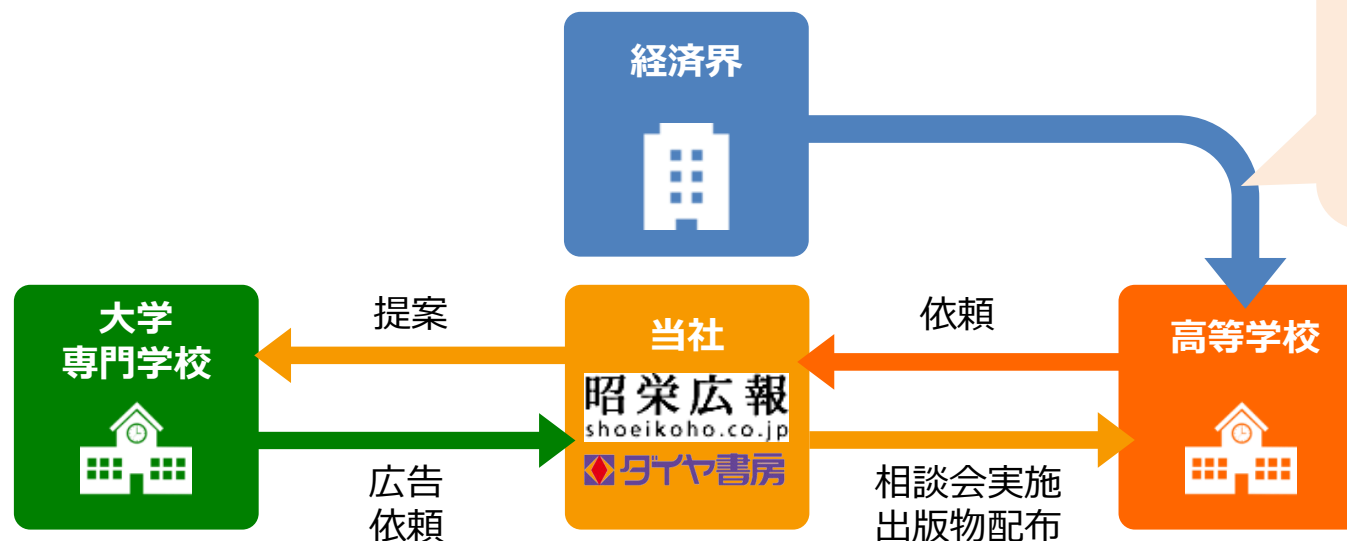 経済界
大学
専門学校
提案
広告
依頼
当社
昭栄広報
shoeikoho.co.jp
ダイヤ書房
依頼
相談会実施
出版物配布
高等学校